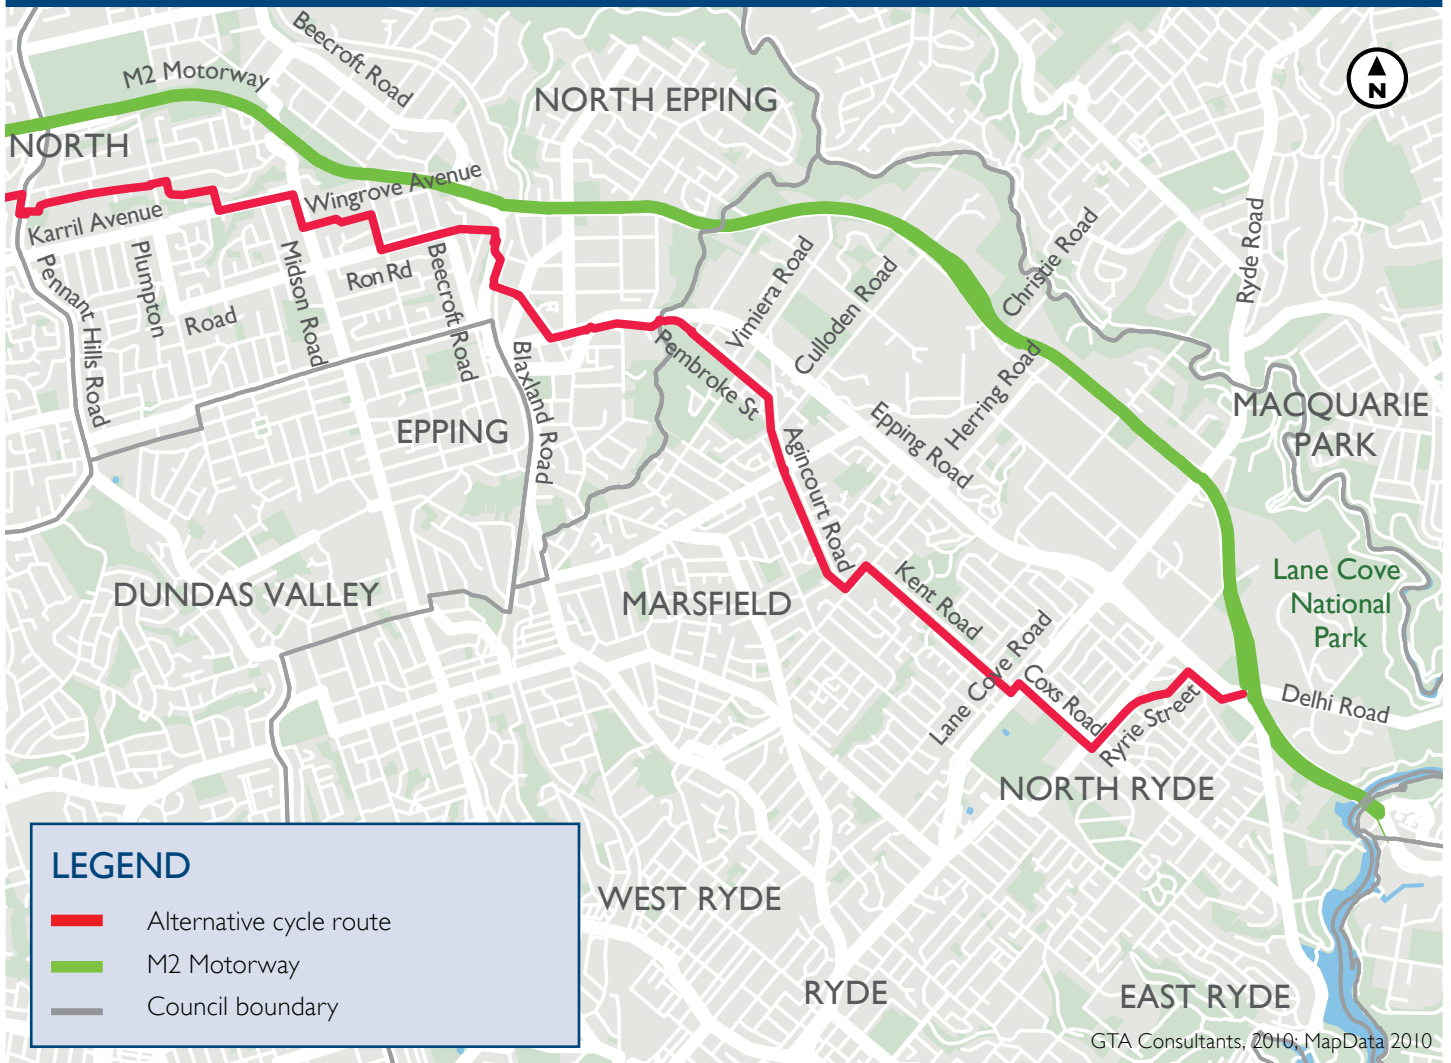 Beecroft Road
M2 Motorway
N
NORTH EPPING
NORTH
Wingrove Avenue
Karril Avenue
Christie Road
Ryde Road
Vimiera Road
Culloden Road
Pennant Hills Road
Plumpton
Road
Midson Road
Ron Rd
Beecroft Road
Blaxland Road
Pembroke St
Herring Road
Epping Road
MACQUARIE
PARK
EPPING
Agincourt Road
Lane Cove
National
Park
DUNDAS VALLEY
MARSFIELD
Kent Road
Lane Cove Road
Coxs Road
Ryrie Street
Delhi Road
NORTH RYDE
LEGEND
Alternative cycle route
M2 Motorway
Council boundary
WEST RYDE
RYDE
EAST RYDE
GTA Consultants, 2010; MapData 2010